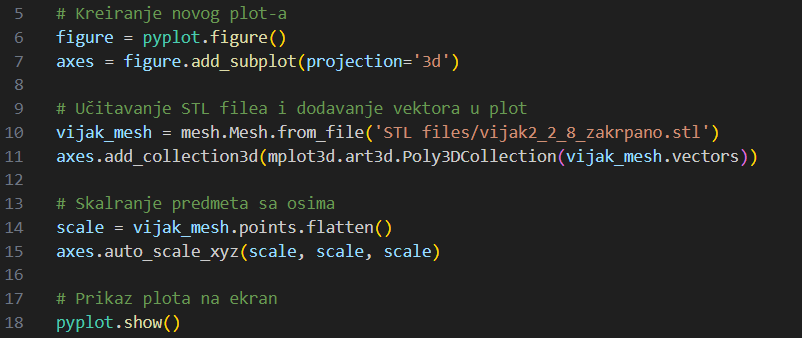 5 # Kreiranje novog plot-a
6 figure = pyplot.figure()
7 axes = figure.add_subplot(projection='3d')
8
9 # Učitavanje STL filea i dodavanje vektora u plot
10 vijak_mesh = mesh.Mesh.from_file('STL files/vijak2_2_8_zakrpano.stl')
11 axes.add_collection3d(mplot3d.art3d.Poly3DCollection(vijak_mesh.vectors))
12
13 # Skalranje predmeta sa osima
14 scale = vijak_mesh.points.flatten()
15 axes.auto_scale_xyz(scale, scale, scale)
16
17 # Prikaz plota na ekran
18 pyplot.show()